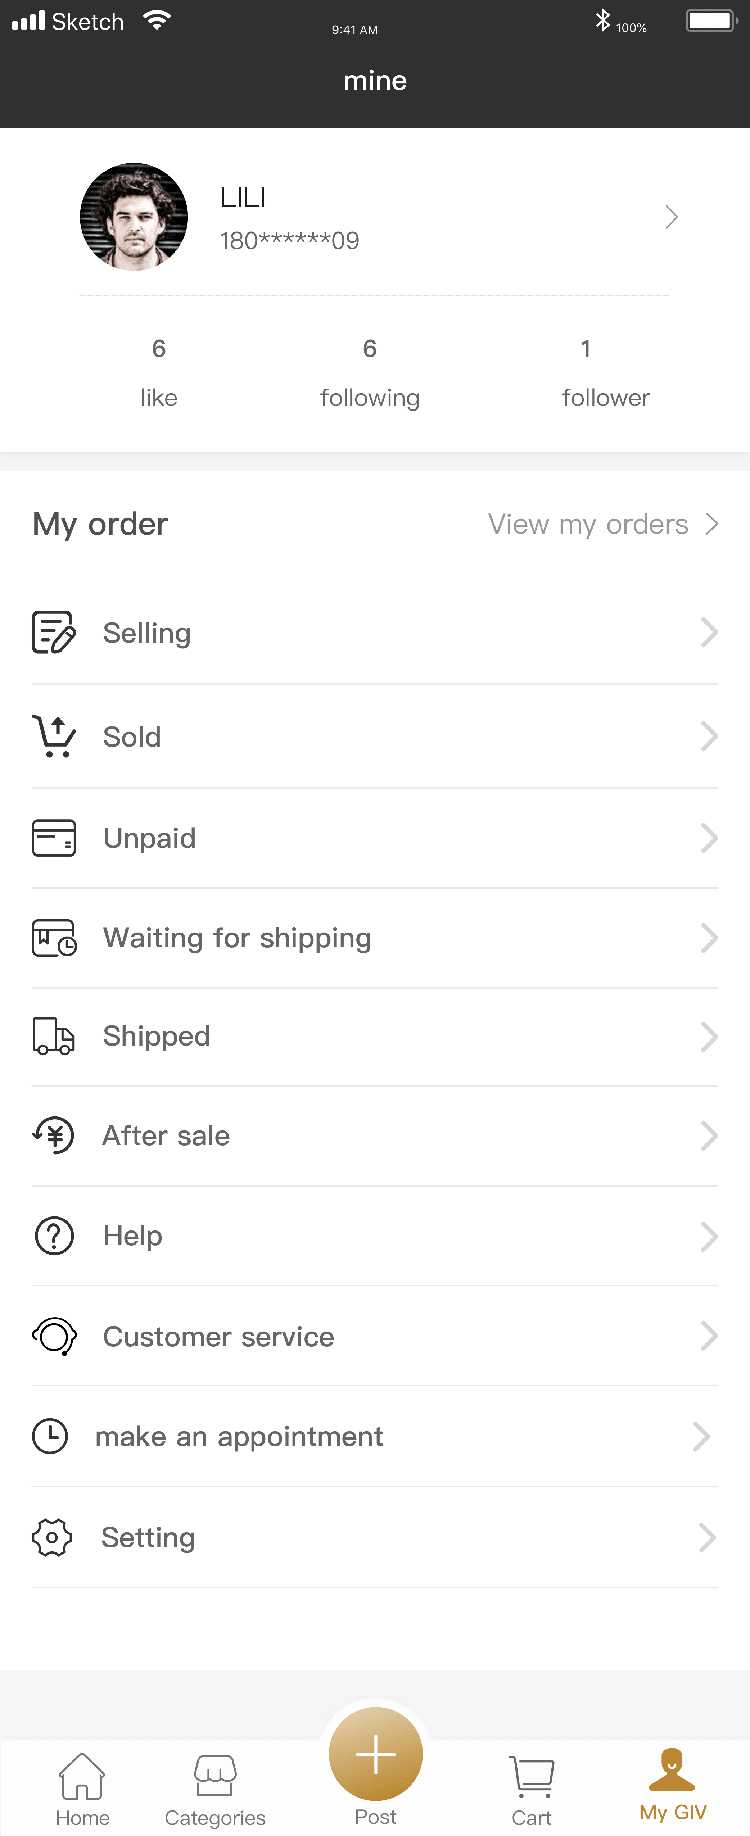 Sketch 9:41 AM 100%
mine
LILI
180******09
6 6 1
like following follower
My order View my orders
Selling
Sold
Unpaid
Waiting for shipping
Shipped
After sale
Help
Customer service
make an appointment
Setting
Home Categories Post Cart My GIV